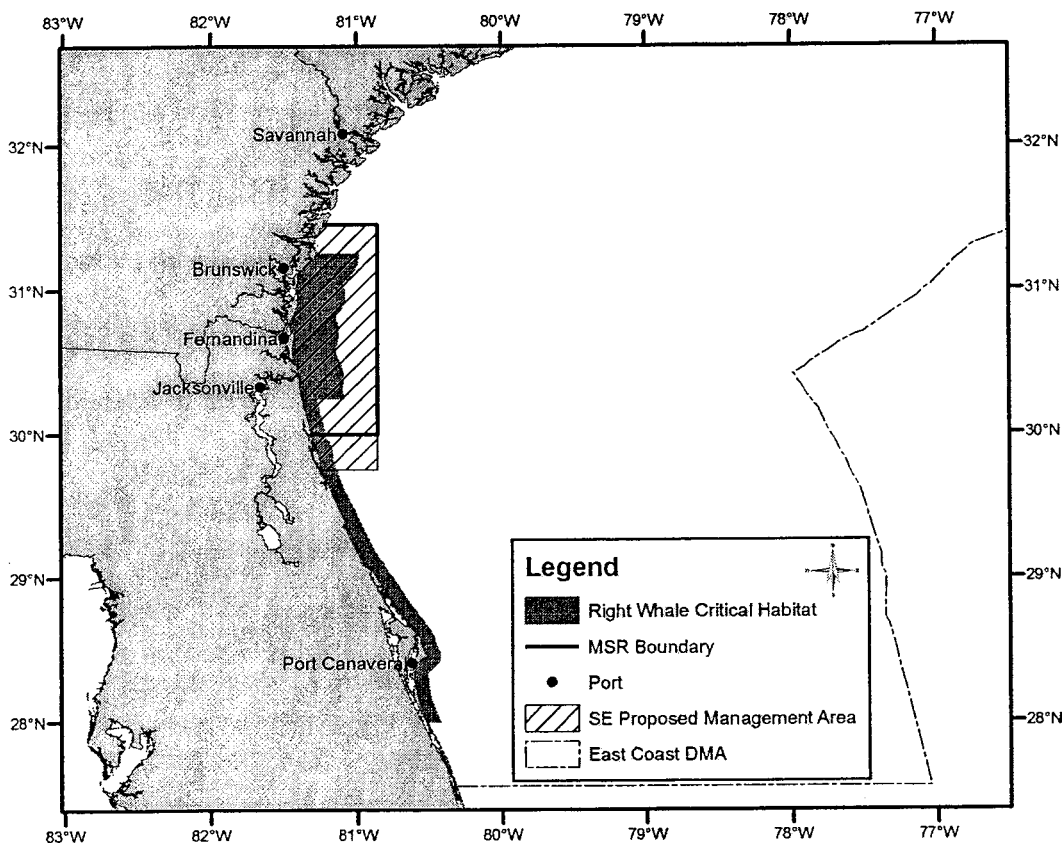 83°W 82°W 81°W 80°W 79°W 78°W 77°W
Savannah
32°N 32°N
Brunswick
31°N 31°N
Fernandina
Jacksonville
30°N 30°N
29°N 29°N
Legend
Right Whale Critical Habitat
MSR Boundary
Port Canaveral
Port
SE Proposed Management Area
28°N 28°N
East Coast DMA
83°W 82°W 81°W 80°W 79°W 78°W 77°W